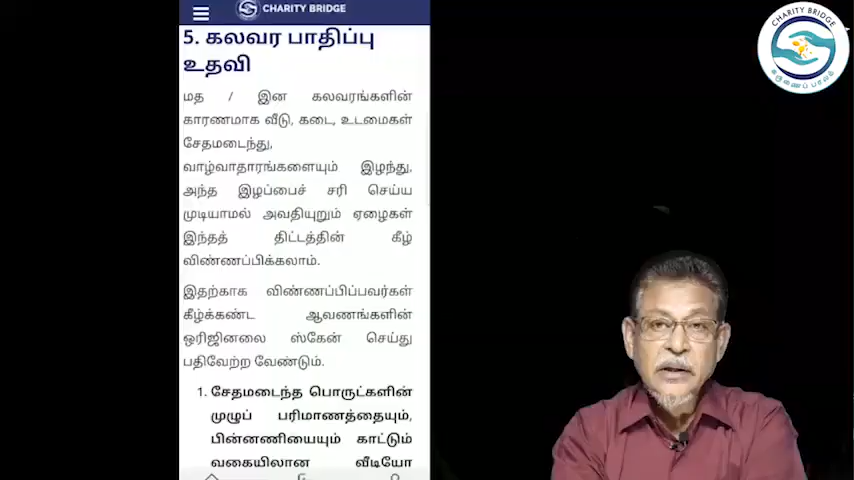 CHARITY BRIDGE
5. கலவர பாதிப்பு
உதவி
மத / இன கலவரங்களின்
காரணமாக வீடு, கடை, உடமைகள்
சேதமடைந்து,
வாழ்வாதாரங்களையும் இழந்து,
அந்த இழப்பைச் சரி செய்ய
முடியாமல் அவதியுறும் ஏழைகள்
இந்தத் திட்டத்தின் கீழ்
விண்ணப்பிக்கலாம்.
இதற்காக விண்ணப்பிப்பவர்கள்
கீழ்க்கண்ட ஆவணங்களின்
ஒரிஜினலை ஸ்கேன் செய்து
பதிவேற்ற வேண்டும்.
1. சேதமடைந்த பொருட்களின்
முழுப் பரிமாணத்தையும்,
பின்னணியையும் காட்டும்
வகையிலான வீடியோ
CHARITY BRIDGE
கருணைப் பாலம்